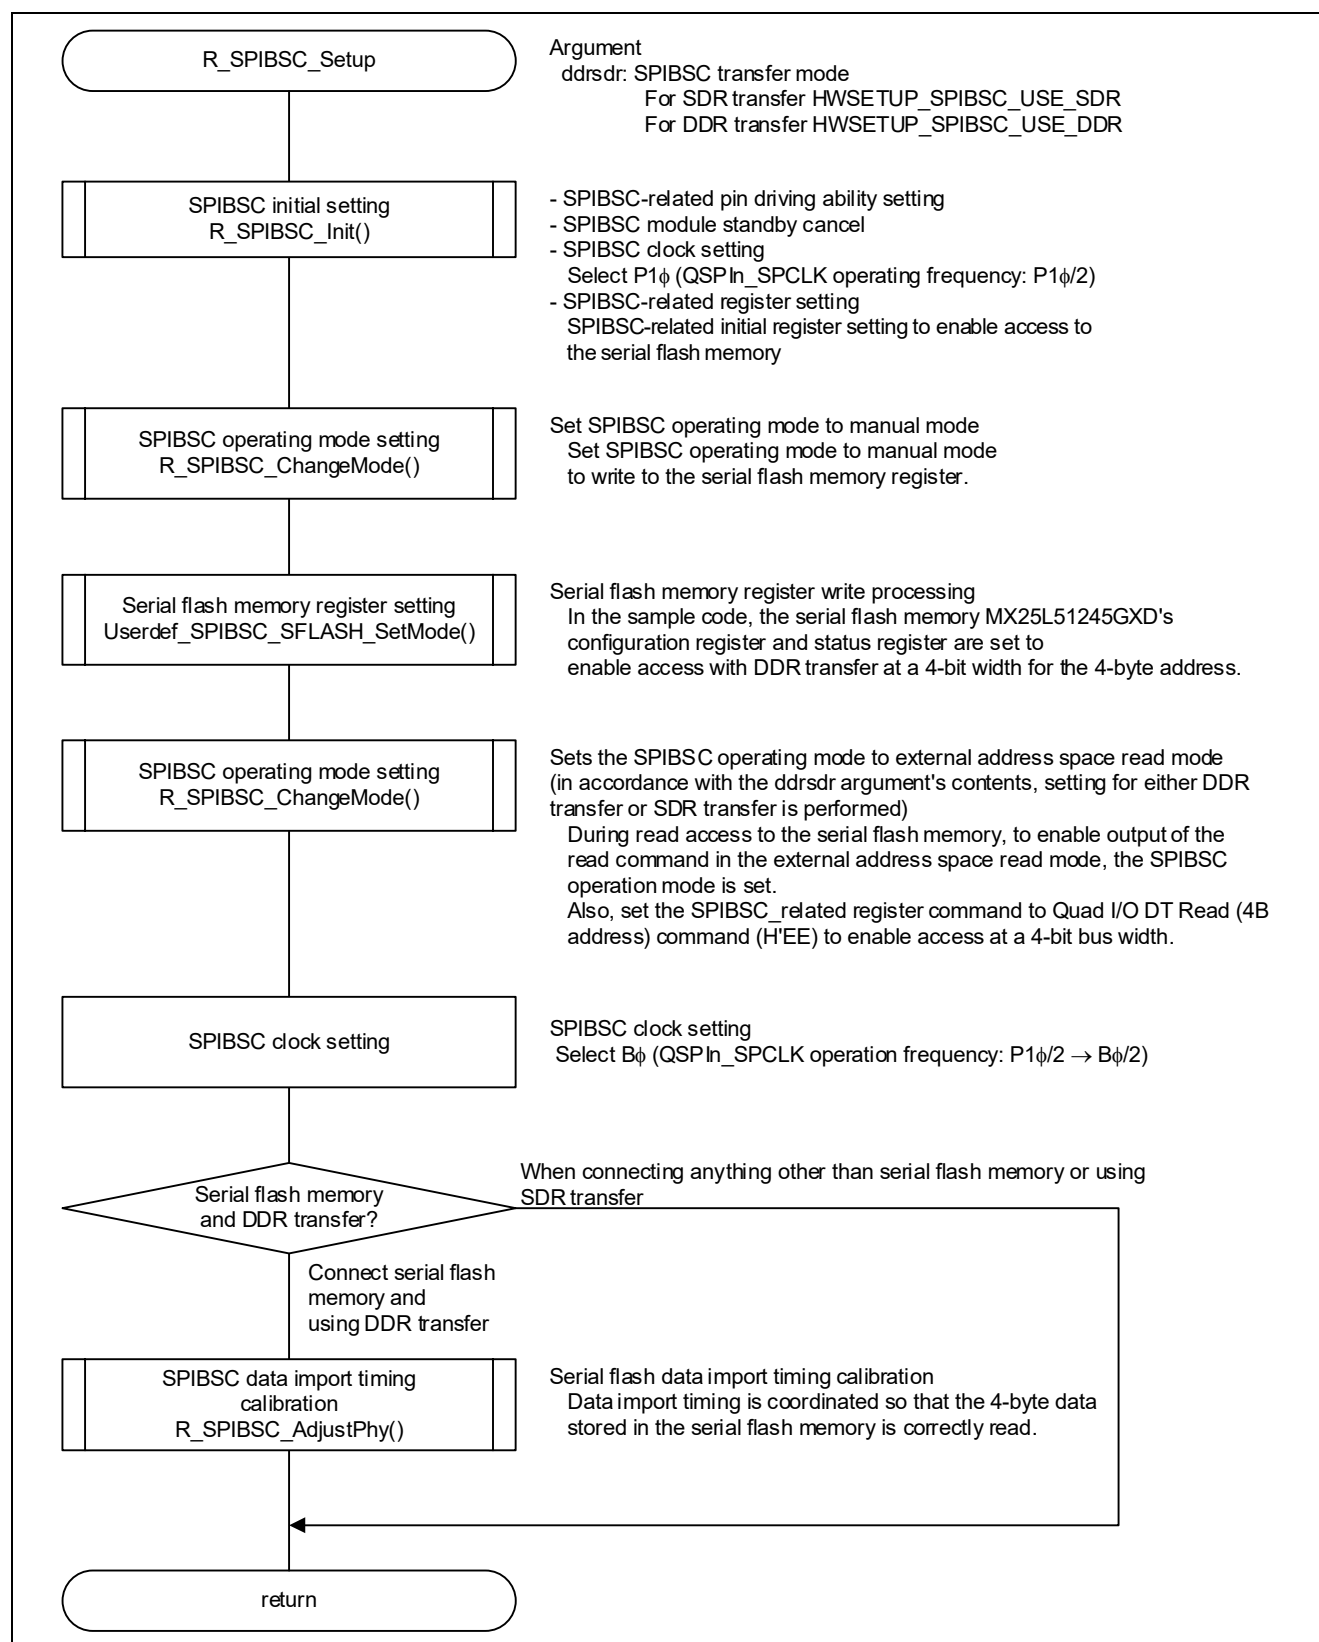 R_SPIBSC_Setup
Argument
ddrsdr: SPIBSC transfer mode
For SDR transfer HWSETUP_SPIBSC_USE_SDR
For DDR transfer HWSETUP_SPIBSC_USE_DDR
SPIBSC initial setting
R_SPIBSC_Init()
- SPIBSC-related pin driving ability setting
- SPIBSC module standby cancel
- SPIBSC clock setting
Select P1ϕ (QSPIn_SPCLK operating frequency: P1ϕ/2)
- SPIBSC-related register setting
SPIBSC-related initial register setting to enable access to
the serial flash memory
SPIBSC operating mode setting
R_SPIBSC_ChangeMode()
Set SPIBSC operating mode to manual mode
Set SPIBSC operating mode to manual mode
to write to the serial flash memory register.
Serial flash memory register setting
Userdef_SPIBSC_SFLASH_SetMode()
Serial flash memory register write processing
In the sample code, the serial flash memory MX25L51245GXD's
configuration register and status register are set to
enable access with DDR transfer at a 4-bit width for the 4-byte address.
SPIBSC operating mode setting
R_SPIBSC_ChangeMode()
Sets the SPIBSC operating mode to external address space read mode
(in accordance with the ddrsdr argument's contents, setting for either DDR
transfer or SDR transfer is performed)
During read access to the serial flash memory, to enable output of the
read command in the external address space read mode, the SPIBSC
operation mode is set.
Also, set the SPIBSC_related register command to Quad I/O DT Read (4B
address) command (H'EE) to enable access at a 4-bit bus width.
SPIBSC clock setting
SPIBSC clock setting
Select Bϕ (QSPIn_SPCLK operation frequency: P1ϕ/2 → Bϕ/2)
Serial flash memory
and DDR transfer?
When connecting anything other than serial flash memory or using
SDR transfer
Connect serial flash
memory and
using DDR transfer
SPIBSC data import timing
calibration
R_SPIBSC_AdjustPhy()
Serial flash data import timing calibration
Data import timing is coordinated so that the 4-byte data
stored in the serial flash memory is correctly read.
return